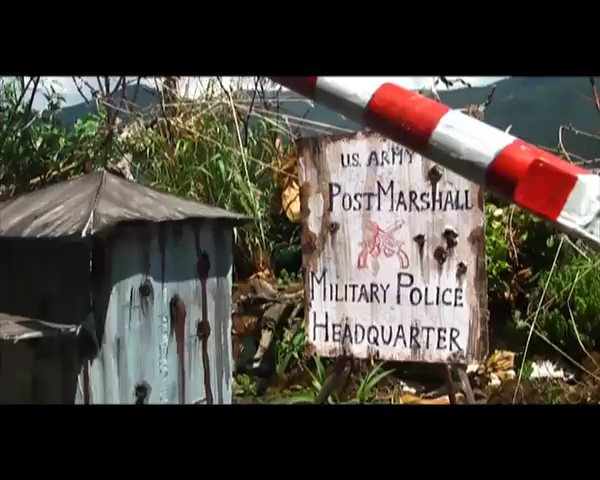 U.S. ARMY
POST MARSHALL
MILITARY POLICE
HEADQUARTER